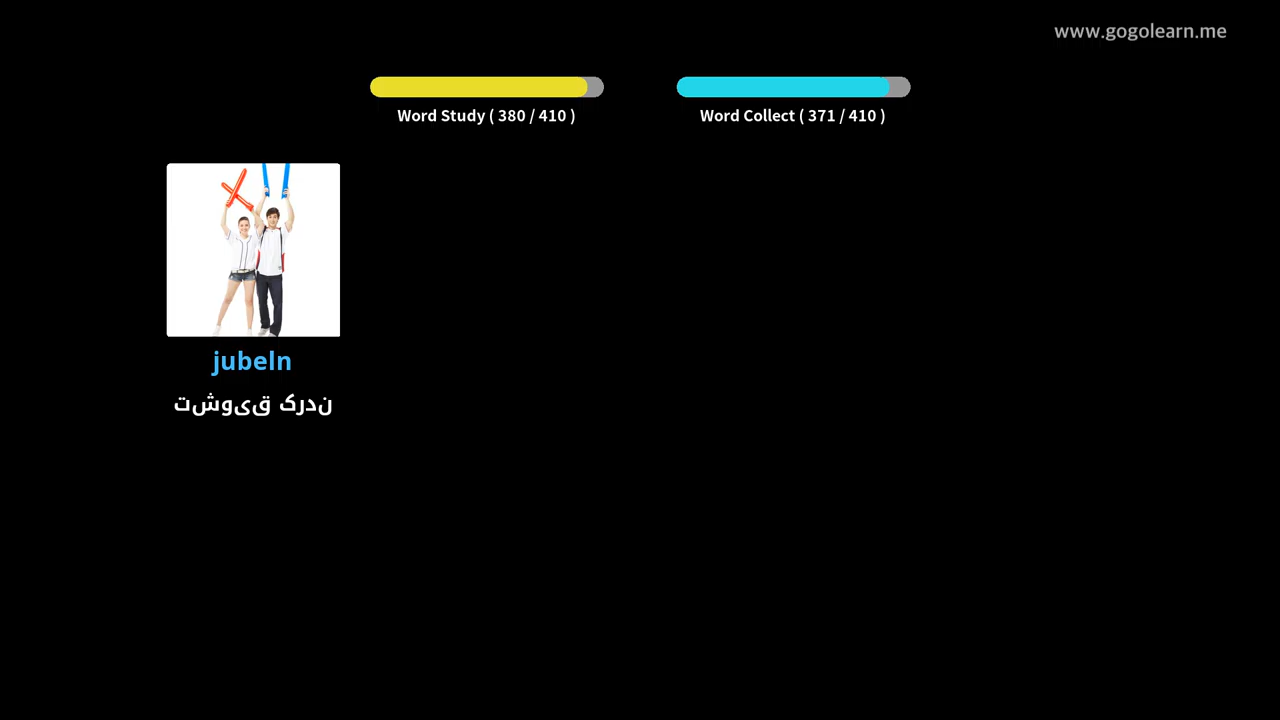 www.gogolearn.me
Word Study ( 380 / 410 )
Word Collect ( 371 / 410 )
jubeln
تشویق کردن